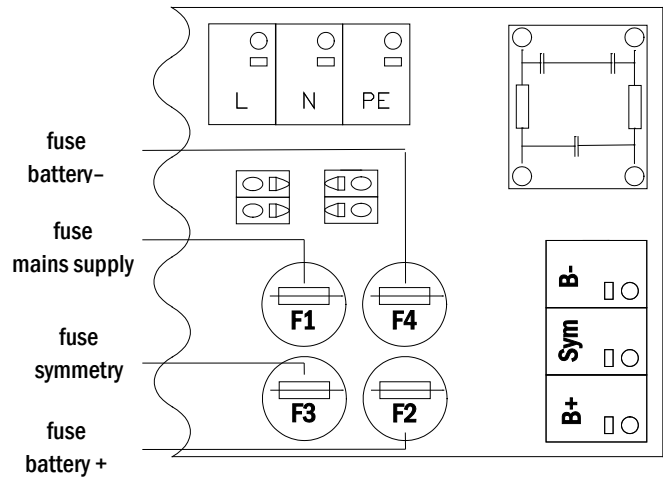 L N PE
fuse
battery–
fuse
mains supply
fuse
symmetry
fuse
battery +
F1 F4
F3 F2
B-
Sym
B+